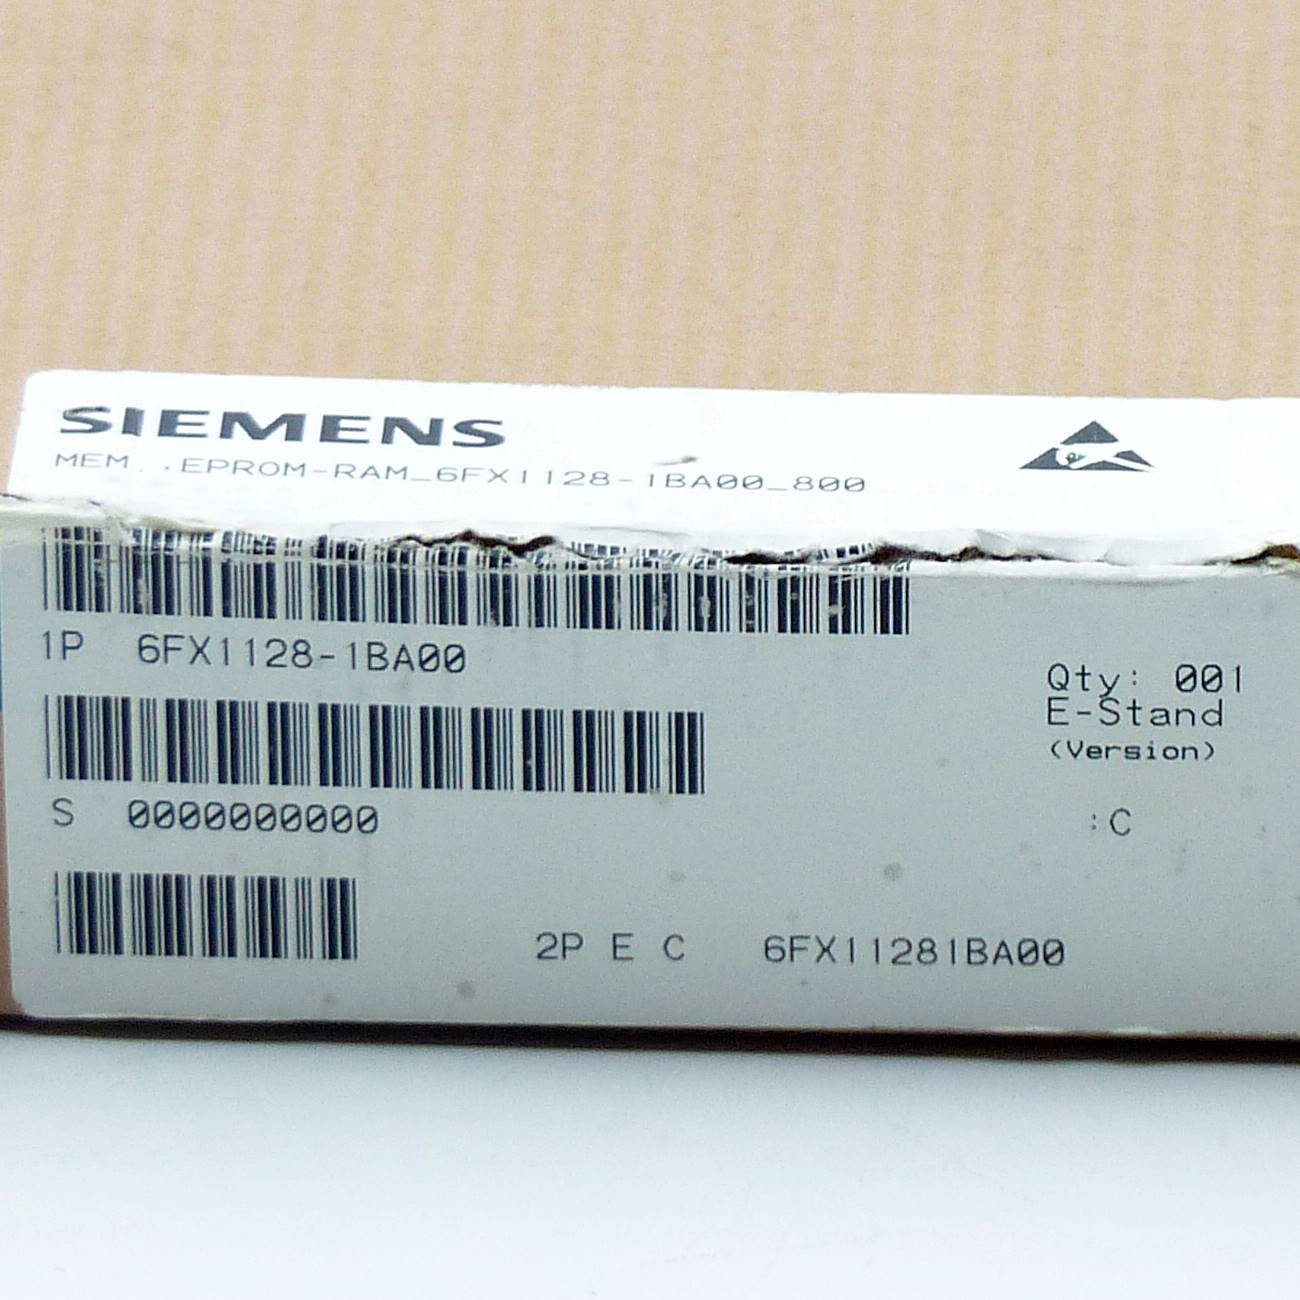 SIEMENS
MEM. .,EPROM-RAM_6FX1128-1BA00_800
1P 6FX1128-1BA00
Qty: 001
E-Stand
(Version)
S 0000000000
:C
2P E C 6FX11281BA00